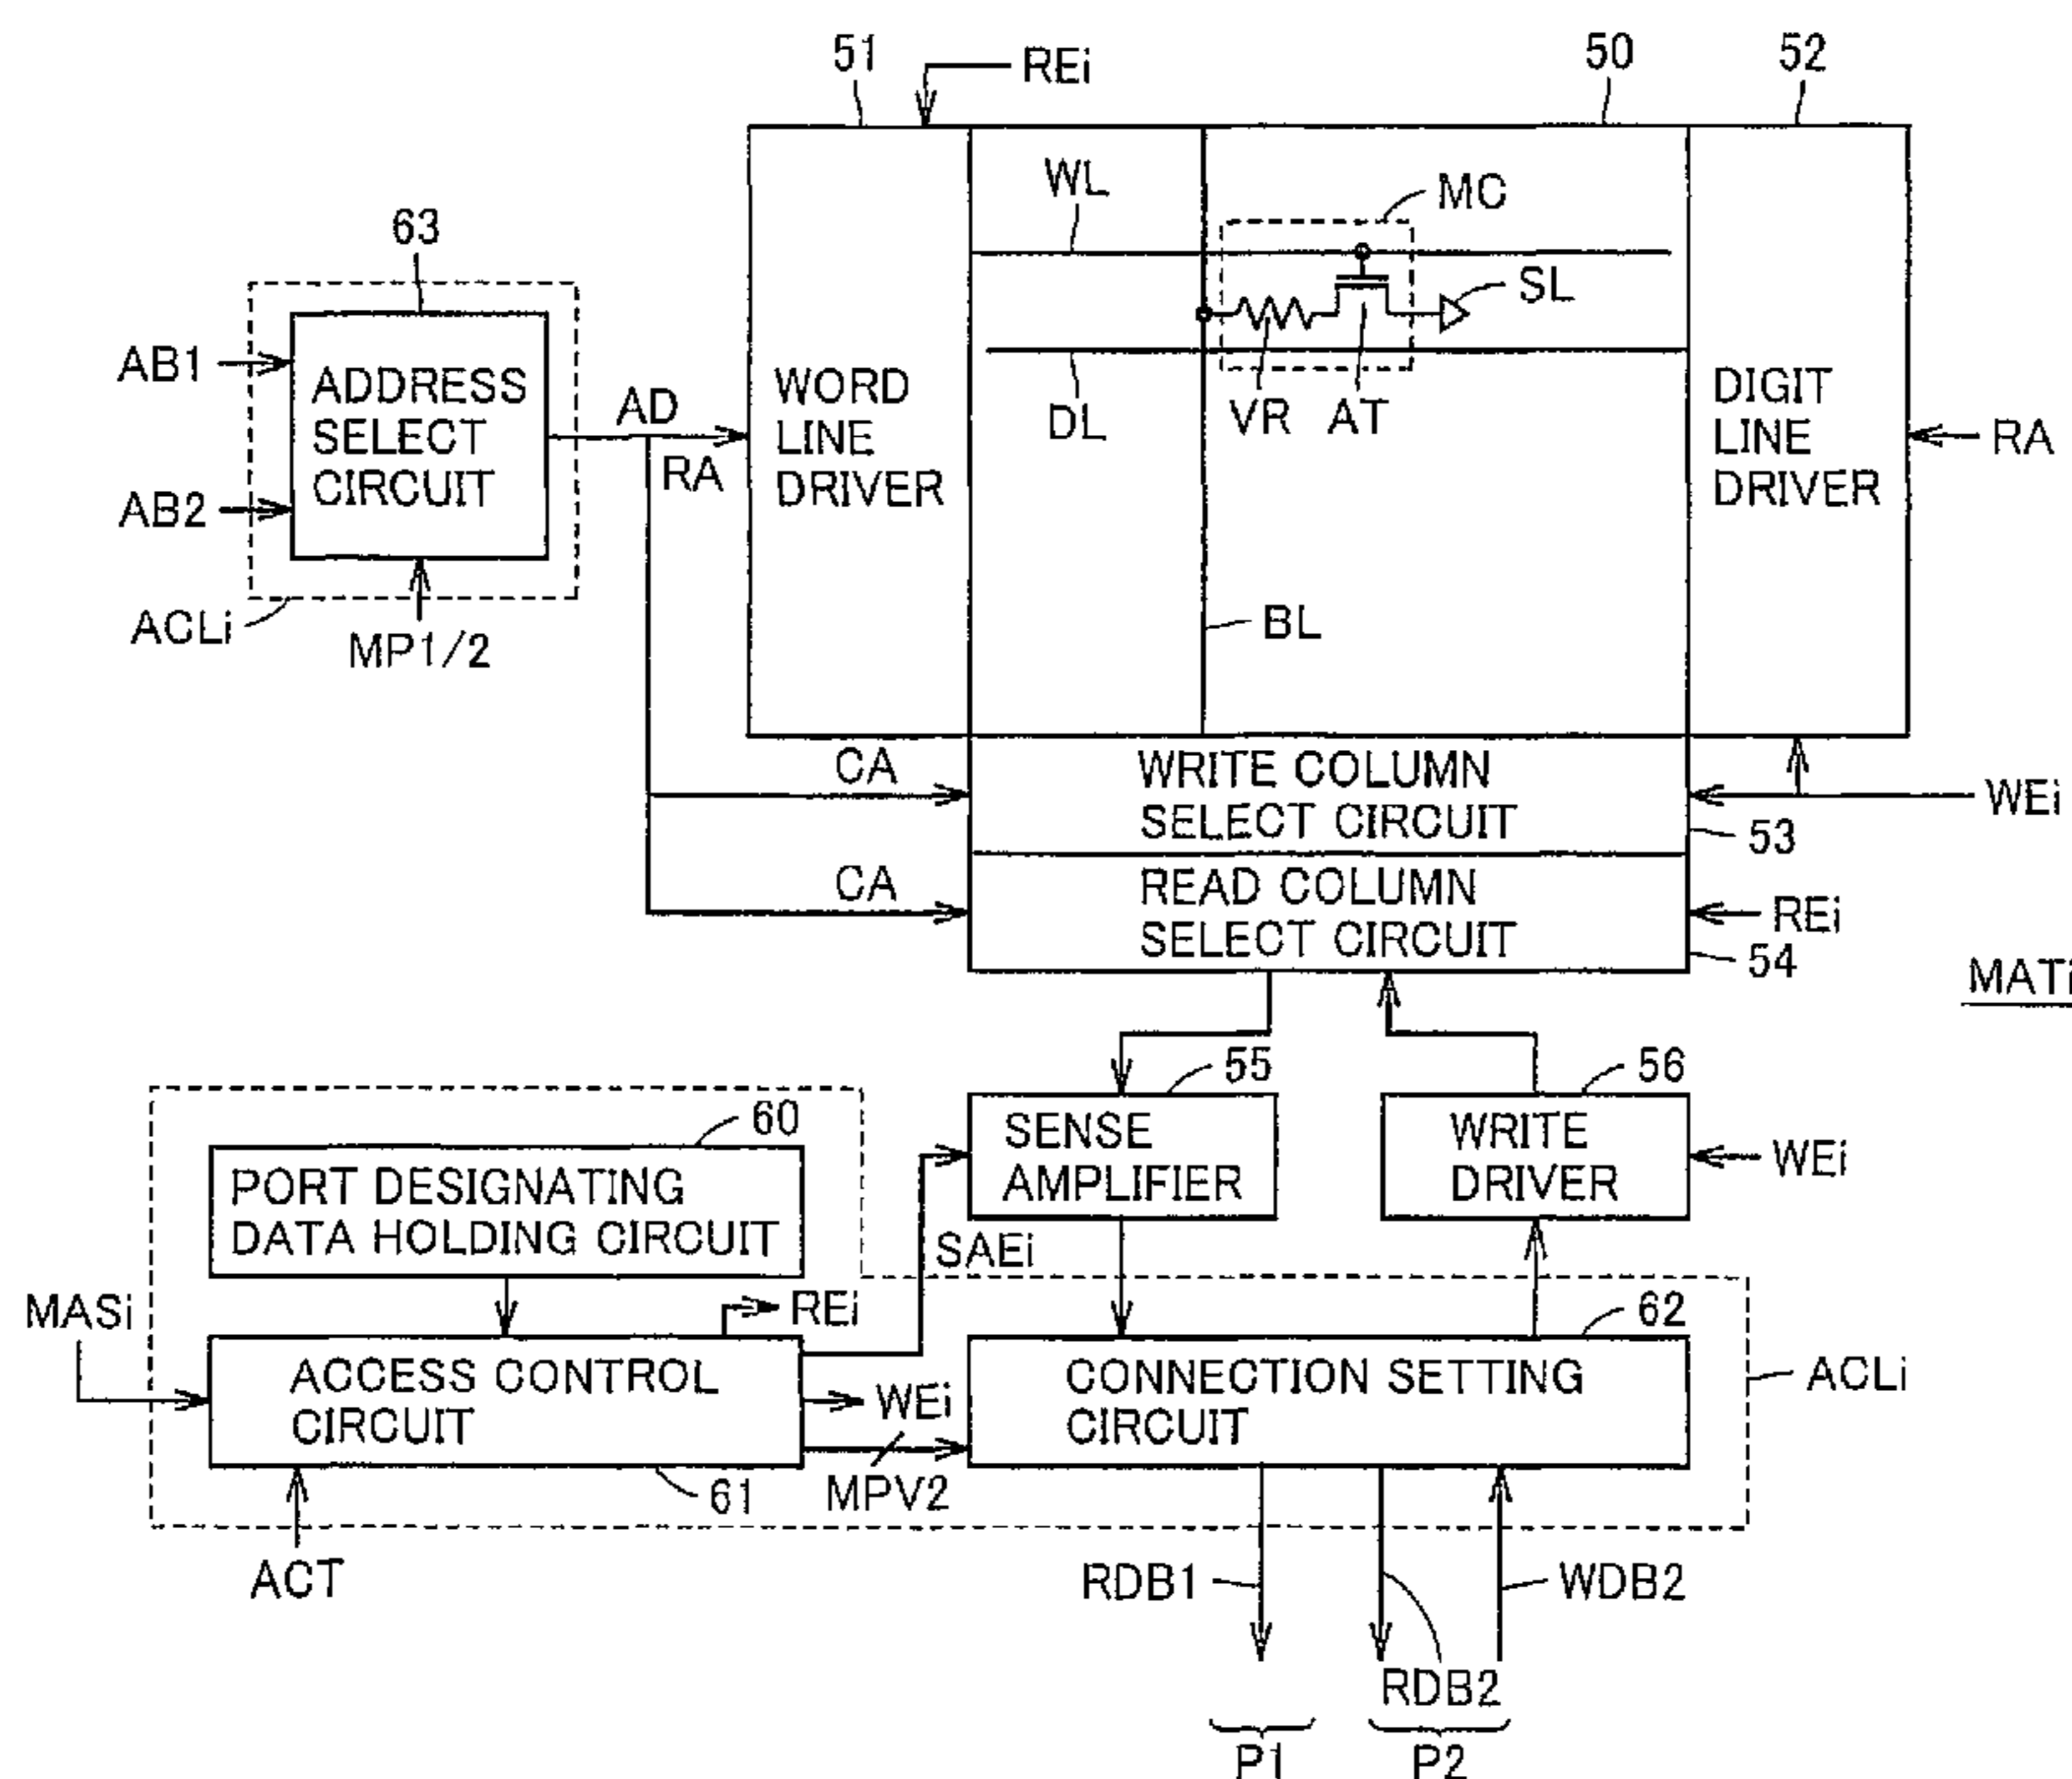 51
REi
50
52
WL
MC
63
SL
AB1
ADDRESS
SELECT
CIRCUIT
AD
RA
WORD
LINE
DRIVER
DL
VR
AT
DIGIT
LINE
DRIVER
RA
AB2
ACLi
MP1/2
BL
CA
WRITE COLUMN
SELECT CIRCUIT
WEi
53
CA
READ COLUMN
SELECT CIRCUIT
REi
54
MATi
55
56
60
SENSE
AMPLIFIER
WRITE
DRIVER
WEi
PORT DESIGNATING
DATA HOLDING CIRCUIT
SAEi
MASi
REi
62
ACCESS CONTROL
CIRCUIT
WEi
CONNECTION SETTING
CIRCUIT
ACLi
MPV2
61
ACT
RDB1
WDB2
RDB2
P1
P2